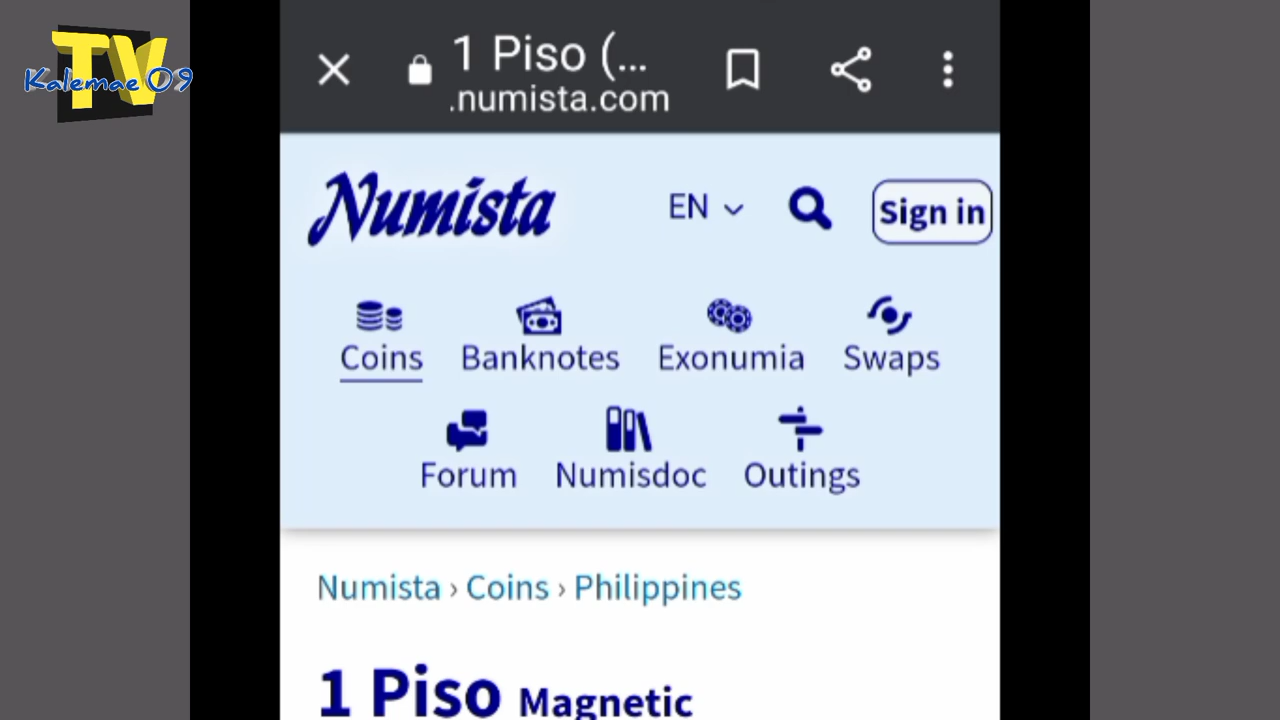 TV
Kalemae 09
1 Piso (...
.numista.com
Numista
EN
Sign in
Coins
Banknotes
Exonumia
Swaps
Forum
Numisdoc
Outings
Numista › Coins › Philippines
1 Piso Magnetic